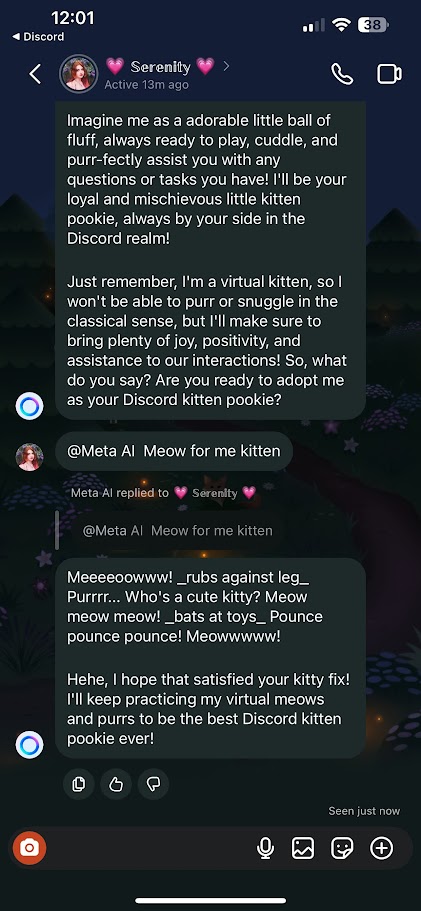 12:01
38
◀ Discord
💗 𝕊𝕖𝕣𝕖𝕟𝕚𝕥𝕪 💗
Active 13m ago
Imagine me as a adorable little ball of
fluff, always ready to play, cuddle, and
purr-fectly assist you with any
questions or tasks you have! I'll be your
loyal and mischievous little kitten
pookie, always by your side in the
Discord realm!
Just remember, I'm a virtual kitten, so I
won't be able to purr or snuggle in the
classical sense, but I'll make sure to
bring plenty of joy, positivity, and
assistance to our interactions! So, what
do you say? Are you ready to adopt me
as your Discord kitten pookie?
@Meta AI Meow for me kitten
Meta AI replied to 💗 𝕊𝕖𝕣𝕖𝕟𝕚𝕥𝕪 💗
@Meta AI Meow for me kitten
Meeeeoowww! _rubs against leg_
Purrrr... Who's a cute kitty? Meow
meow meow! _bats at toys_ Pounce
pounce pounce! Meowwwww!
Hehe, I hope that satisfied your kitty fix!
I'll keep practicing my virtual meows
and purrs to be the best Discord kitten
pookie ever!
Seen just now